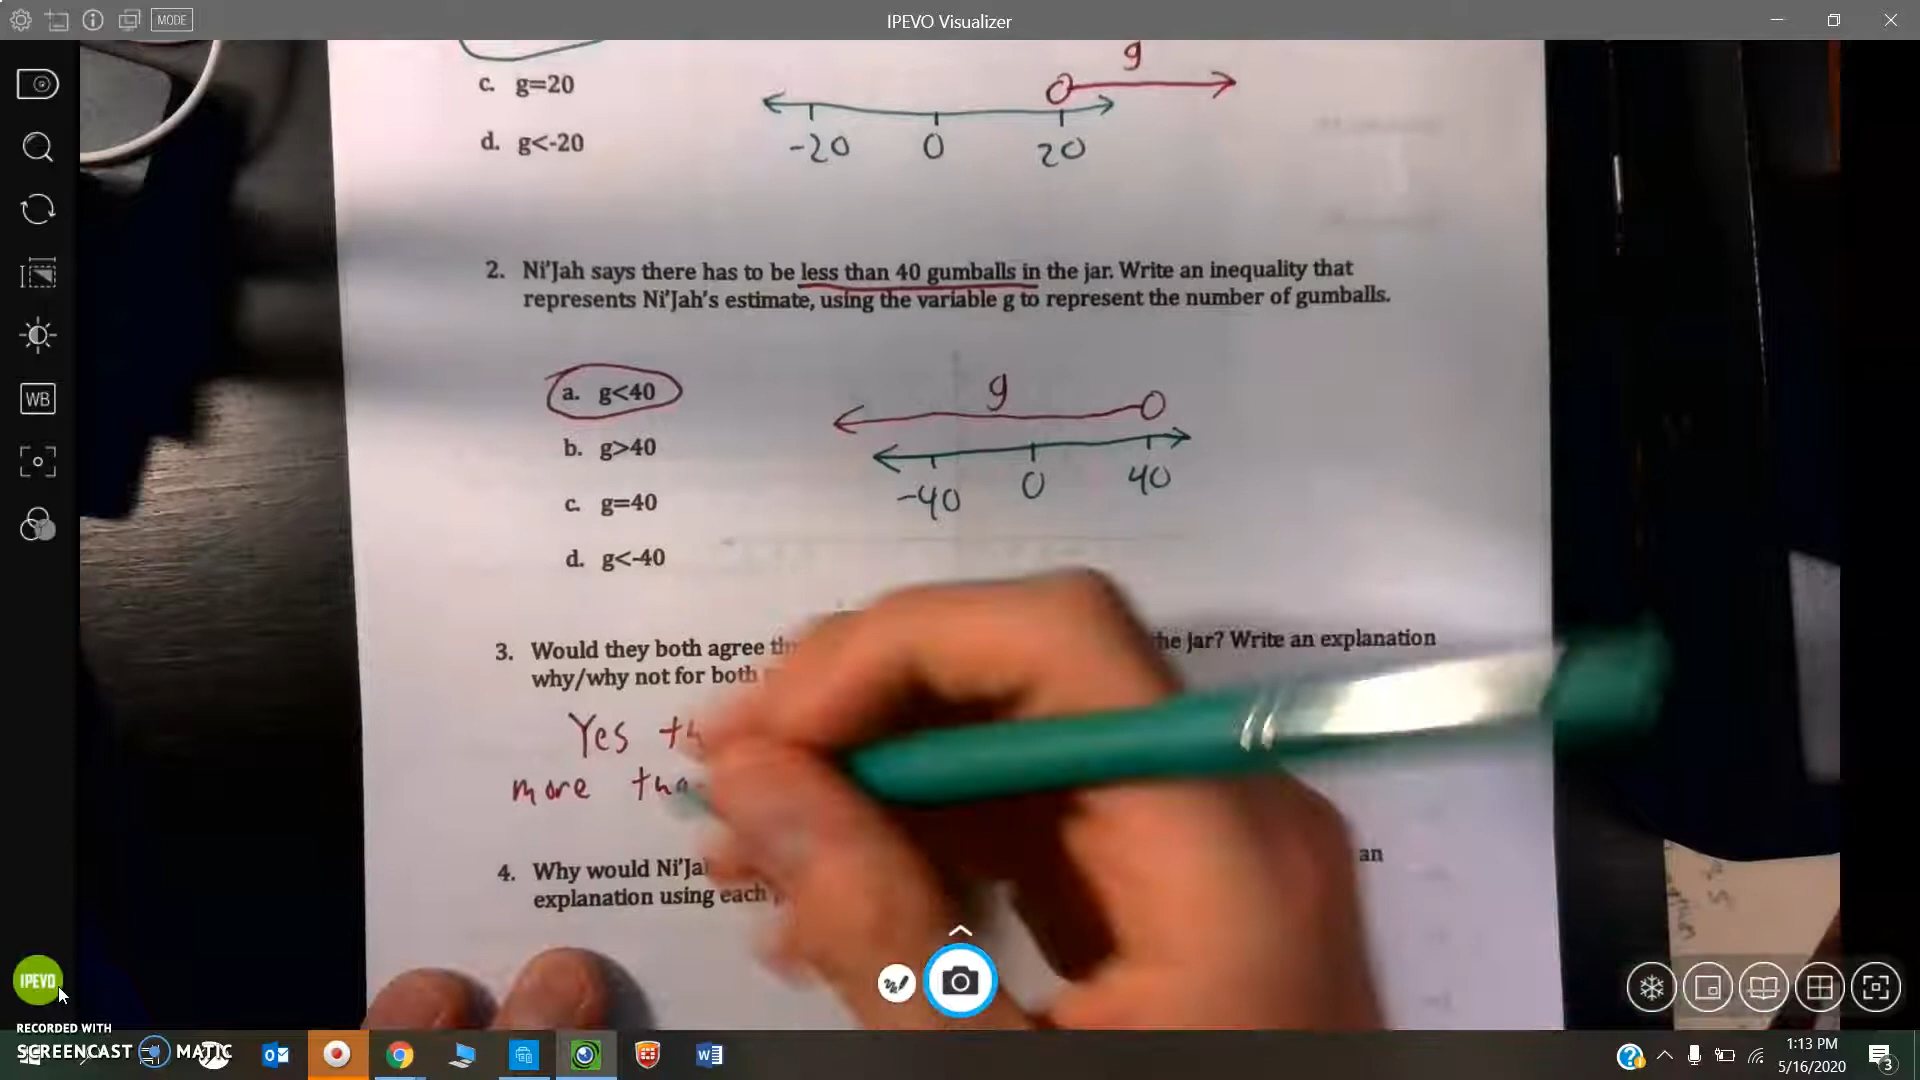 MODE
IPEVO Visualizer
g
c. g=20
d. g<-20
-20 0 20
2. Ni'Jah says there has to be less than 40 gumballs in the jar. Write an inequality that
represents Ni'Jah's estimate, using the variable g to represent the number of gumballs.
a. g<40
g
b. g>40
-40 0 40
c. g=40
d. g<-40
3. Would they both agree the jar? Write an explanation
why/why not for both
Yes
more
4. Why would an
explanation using each
WB
IPEVO
RECORDED WITH
SCREENCAST MATIC
1:13 PM
5/16/2020
3